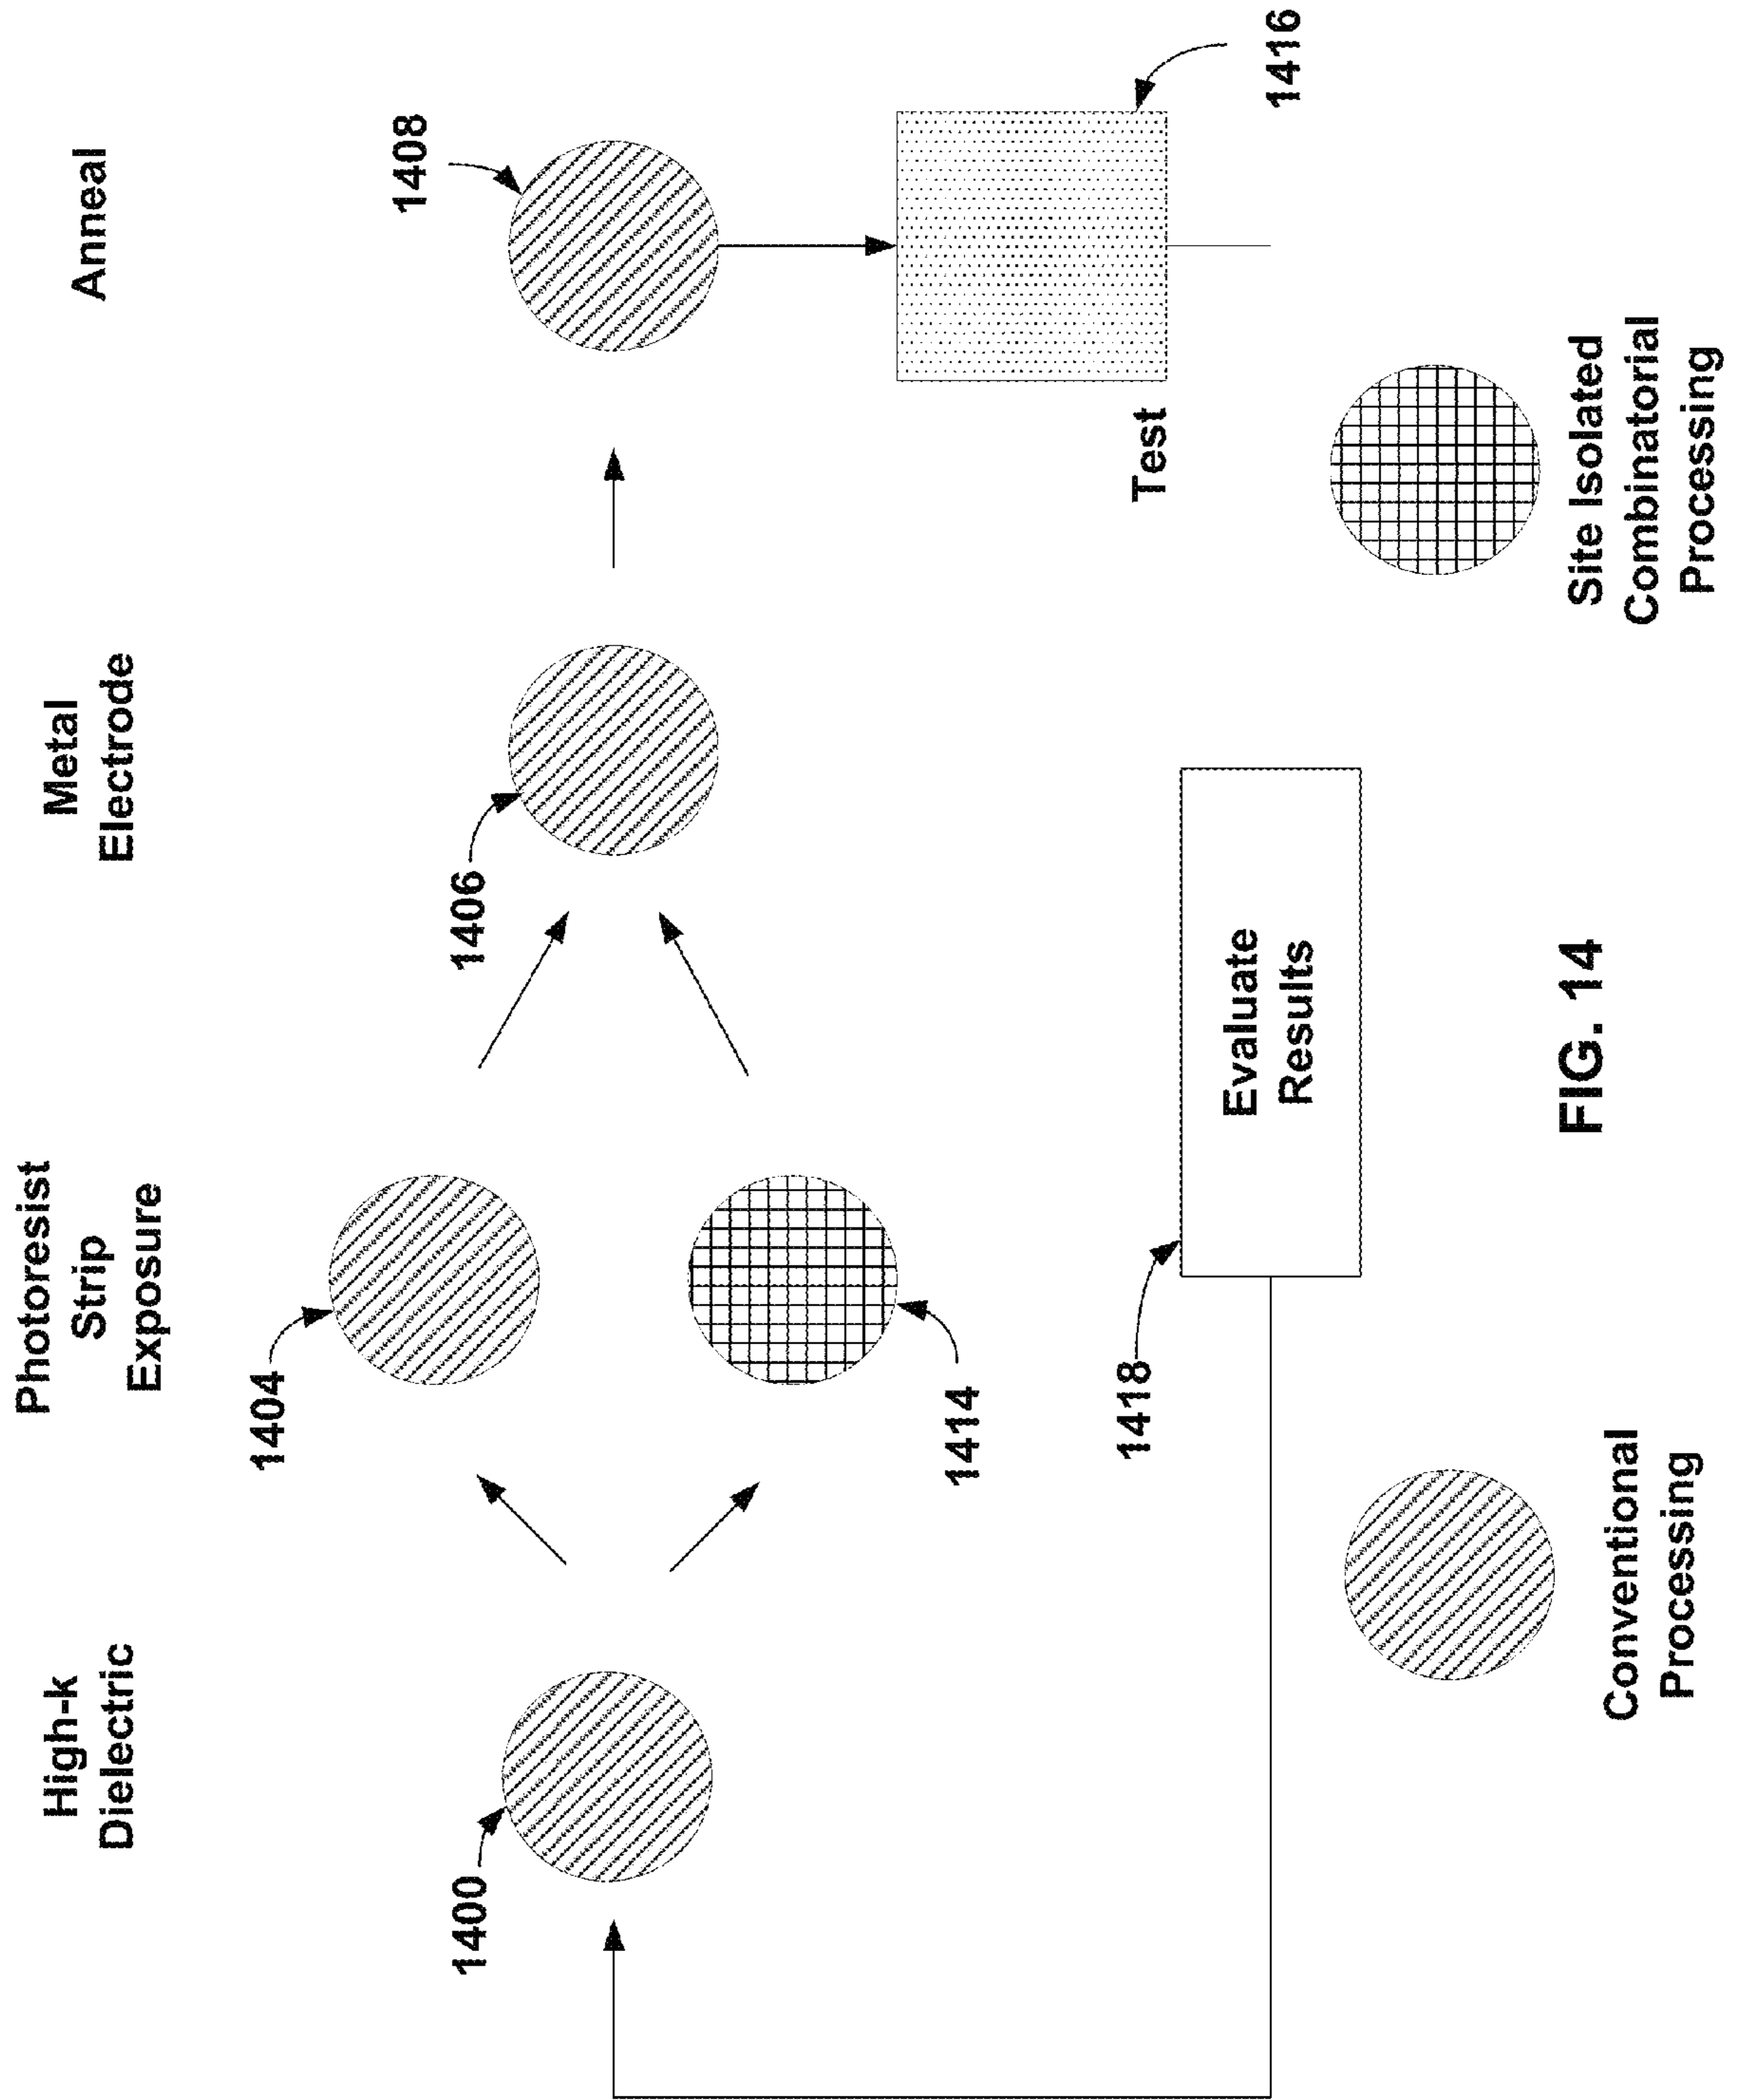 High-k
Dielectric
Photoresist
Strip
Exposure
Metal
Electrode
Anneal
1400
1404
1414
1406
1408
1416
Test
1418
Evaluate
Results
Conventional
Processing
Site Isolated
Combinatorial
Processing
FIG. 14